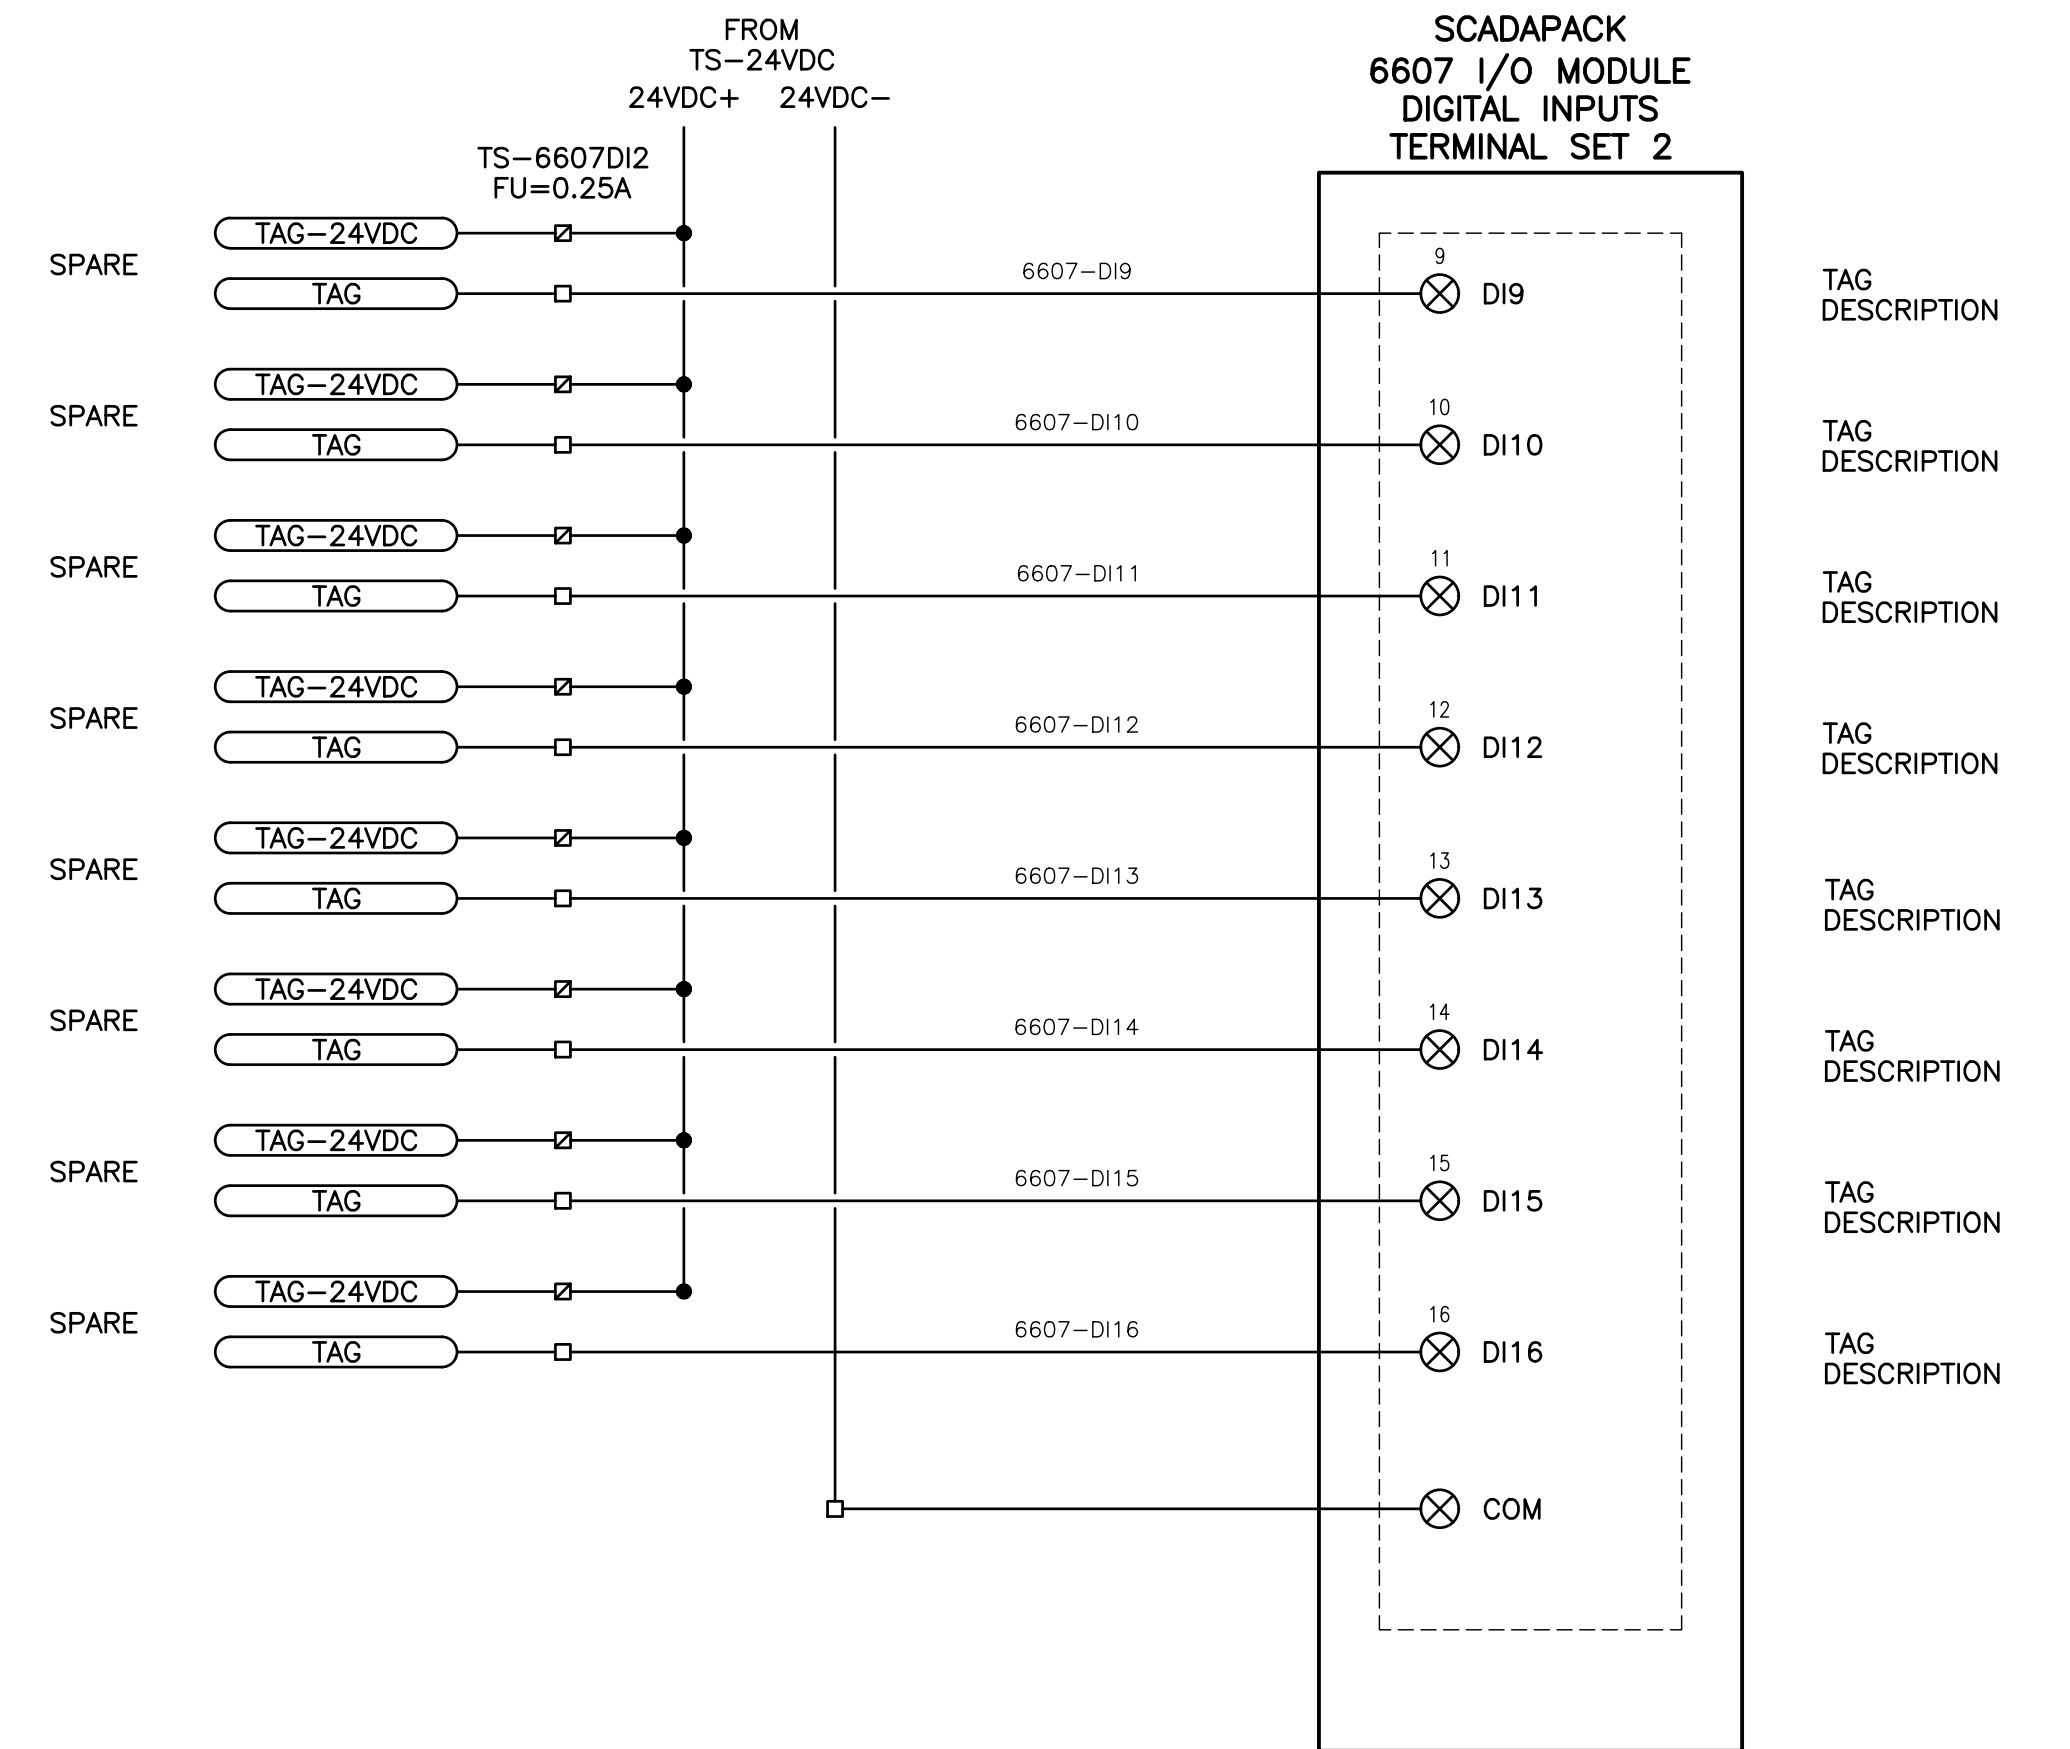 FROM
TS-24VDC
24VDC+ 24VDC-
SCADAPACK
6607 I/O MODULE
DIGITAL INPUTS
TERMINAL SET 2
TS-6607DI2
FU=0.25A
TAG-24VDC
SPARE
TAG
6607-DI9
9
DI9
TAG
DESCRIPTION
TAG-24VDC
SPARE
TAG
6607-DI10
10
DI10
TAG
DESCRIPTION
TAG-24VDC
SPARE
TAG
6607-DI11
11
DI11
TAG
DESCRIPTION
TAG-24VDC
SPARE
TAG
6607-DI12
12
DI12
TAG
DESCRIPTION
TAG-24VDC
SPARE
TAG
6607-DI13
13
DI13
TAG
DESCRIPTION
TAG-24VDC
SPARE
TAG
6607-DI14
14
DI14
TAG
DESCRIPTION
TAG-24VDC
SPARE
TAG
6607-DI15
15
DI15
TAG
DESCRIPTION
TAG-24VDC
SPARE
TAG
6607-DI16
16
DI16
TAG
DESCRIPTION
COM